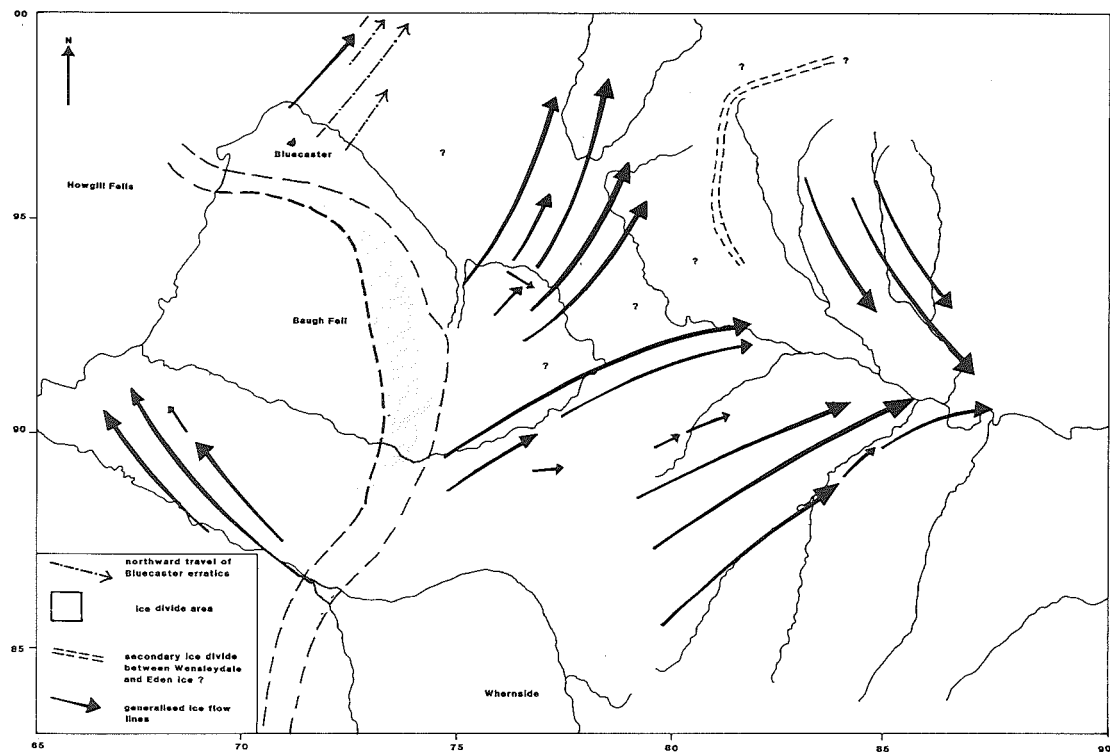 00
N
?
?
?
Bluecaster
Howgill Fells
95
?
?
Baugh Fell
?
90
northward travel of
Bluecaster erratics
ice divide area
85
secondary ice divide
between Wensleydale
and Eden ice ?
generalised ice flow
lines
Whernside
65
70
75
80
85
90